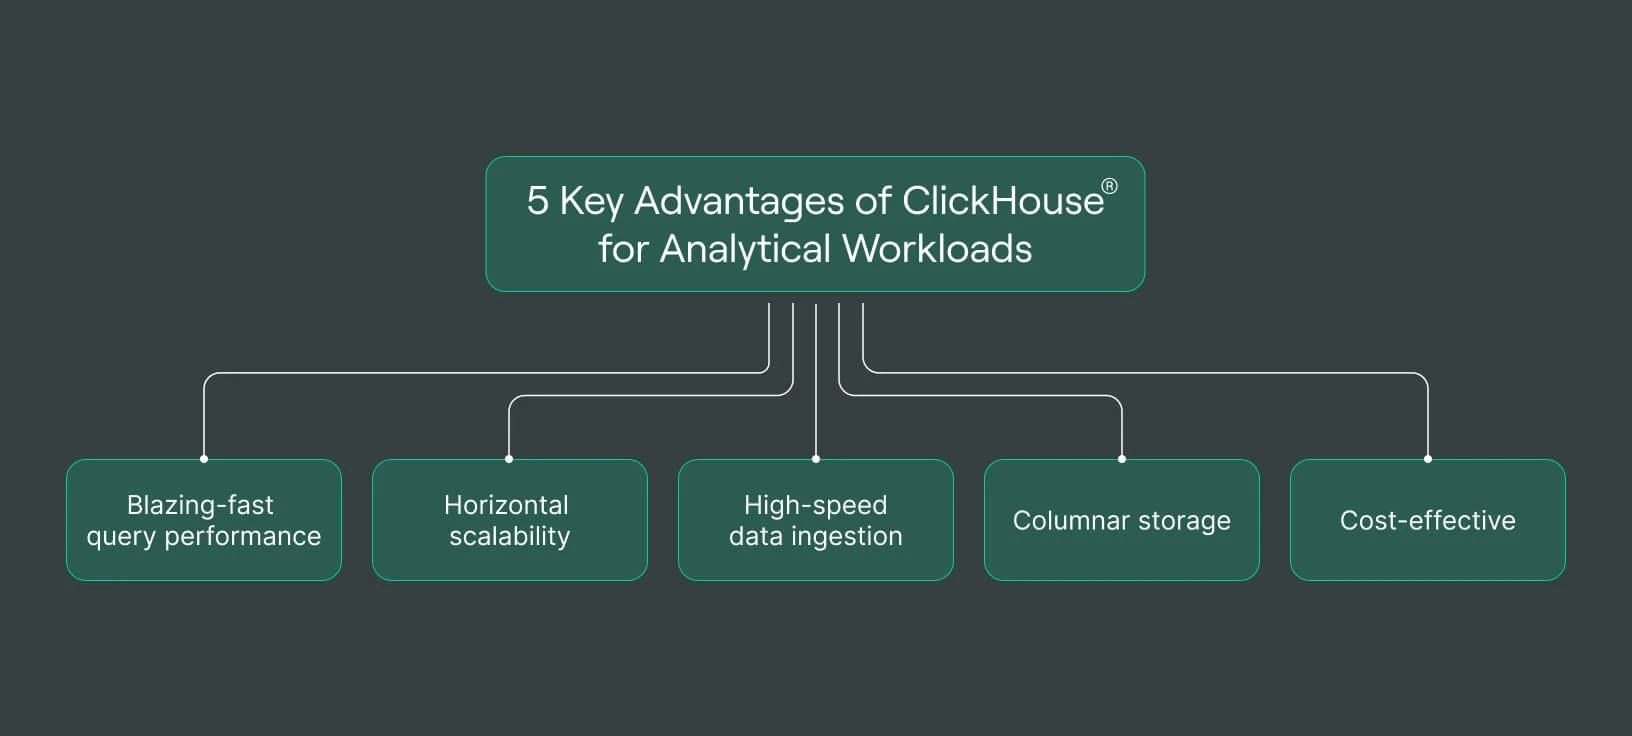 5 Key Advantages of ClickHouse®
for Analytical Workloads
Blazing-fast
query performance
Horizontal
scalability
High-speed
data ingestion
Columnar storage
Cost-effective